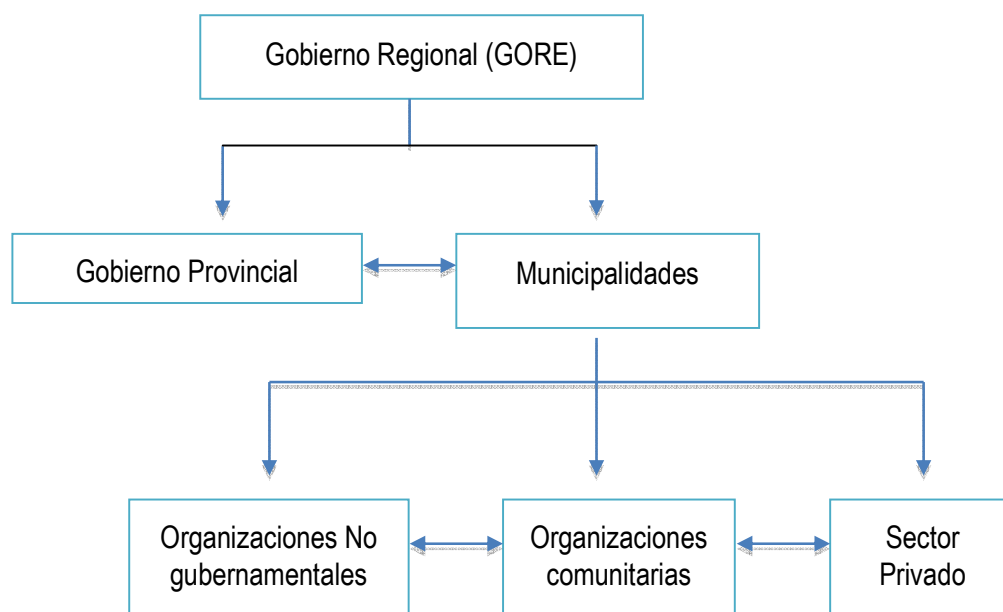 Gobierno Regional (GORE)
Gobierno Provincial
Municipalidades
Organizaciones No
gubernamentales
Organizaciones
comunitarias
Sector
Privado